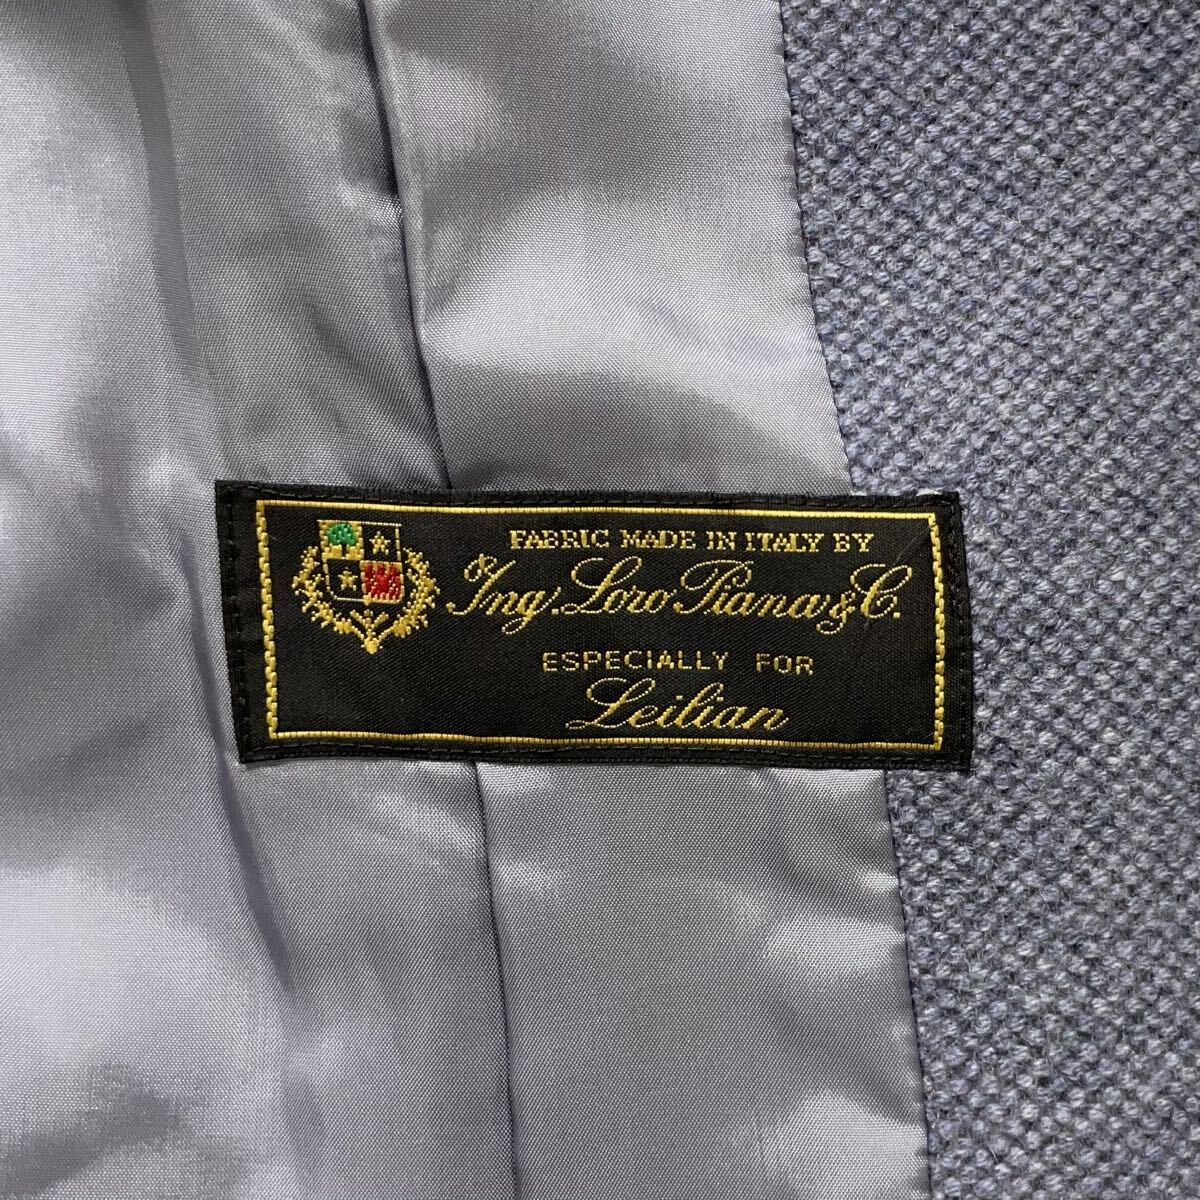 FABRIC MADE IN ITALY BY
Ing. Loro Piana & C.
ESPECIALLY FOR
Leilian